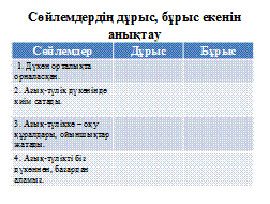 Сөйлемдердің дұрыс, бұрыс екенін
анықтау
Сөйлемдер Дұрыс Бұрыс
1. Дүкен орталықта
орналасқан.
2. Азық-түлік дүкенінде
киім сатады.
3. Азық-түлікке – оқу
құралдары, ойыншықтар
жатады.
4. Азық-түлікті біз
дүкеннен, базардан
аламыз.